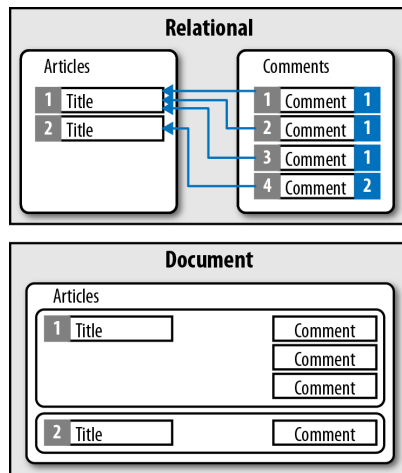 Relational
Articles
Comments
1 Title
2 Title
1 Comment 1
2 Comment 1
3 Comment 1
4 Comment 2
Document
Articles
1 Title
Comment
Comment
Comment
2 Title
Comment